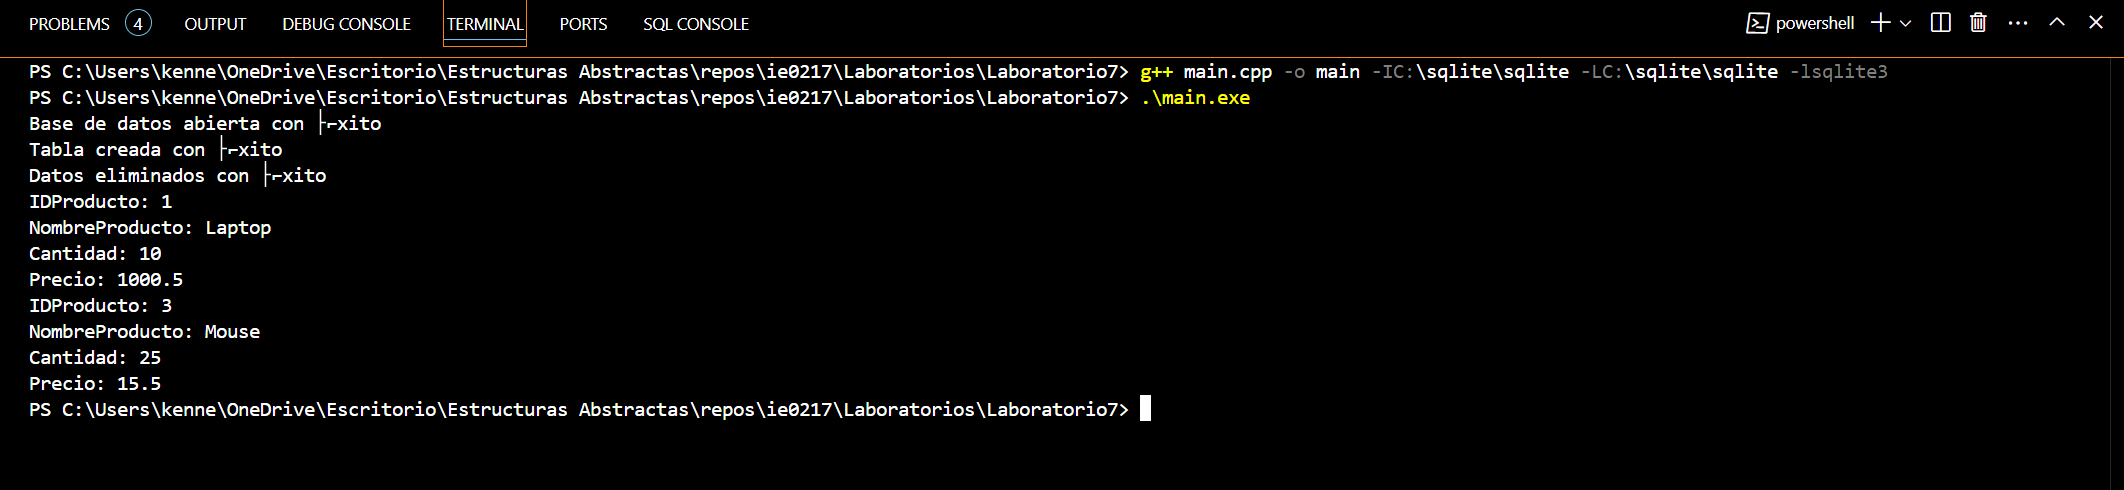 PROBLEMS 4 OUTPUT DEBUG CONSOLE TERMINAL PORTS SQL CONSOLE powershell
PS C:\Users\kenne\OneDrive\Escritorio\Estructuras Abstractas\repos\ie0217\Laboratorios\Laboratorio7> g++ main.cpp -o main -IC:\sqlite\sqlite -LC:\sqlite\sqlite -lsqlite3
PS C:\Users\kenne\OneDrive\Escritorio\Estructuras Abstractas\repos\ie0217\Laboratorios\Laboratorio7> .\main.exe
Base de datos abierta con ├⌐xito
Tabla creada con ├⌐xito
Datos eliminados con ├⌐xito
IDProducto: 1
NombreProducto: Laptop
Cantidad: 10
Precio: 1000.5
IDProducto: 3
NombreProducto: Mouse
Cantidad: 25
Precio: 15.5
PS C:\Users\kenne\OneDrive\Escritorio\Estructuras Abstractas\repos\ie0217\Laboratorios\Laboratorio7>